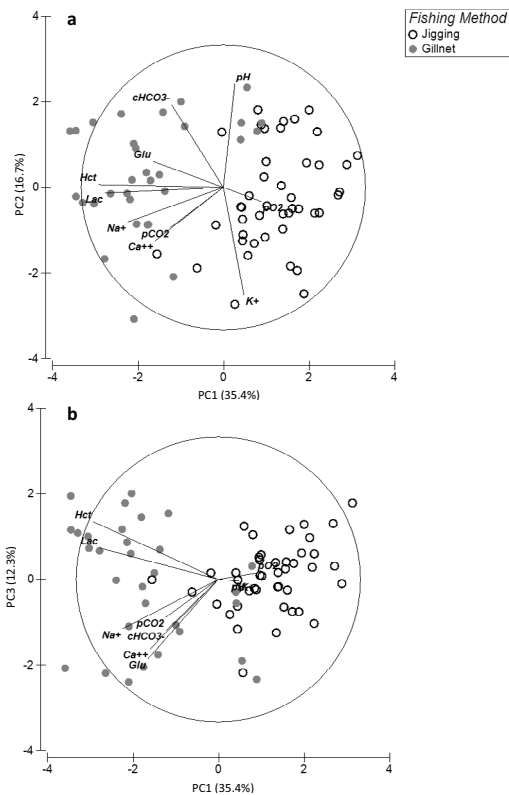 a
Fishing Method
Jigging
Gillnet
4
2
0
-2
-4
PC2 (16.7%)
pH
cHCO3-
Glu
Hct
Lac
pO2
Na+
pCO2
Ca++
K+
-4 -2 0 2 4
PC1 (35.4%)
b
4
2
0
-2
-4
PC3 (12.3%)
Hct
Lac
pO2
K+
pCO2
Na+
cHCO3-
Ca++
Glu
-4 -2 0 2 4
PC1 (35.4%)